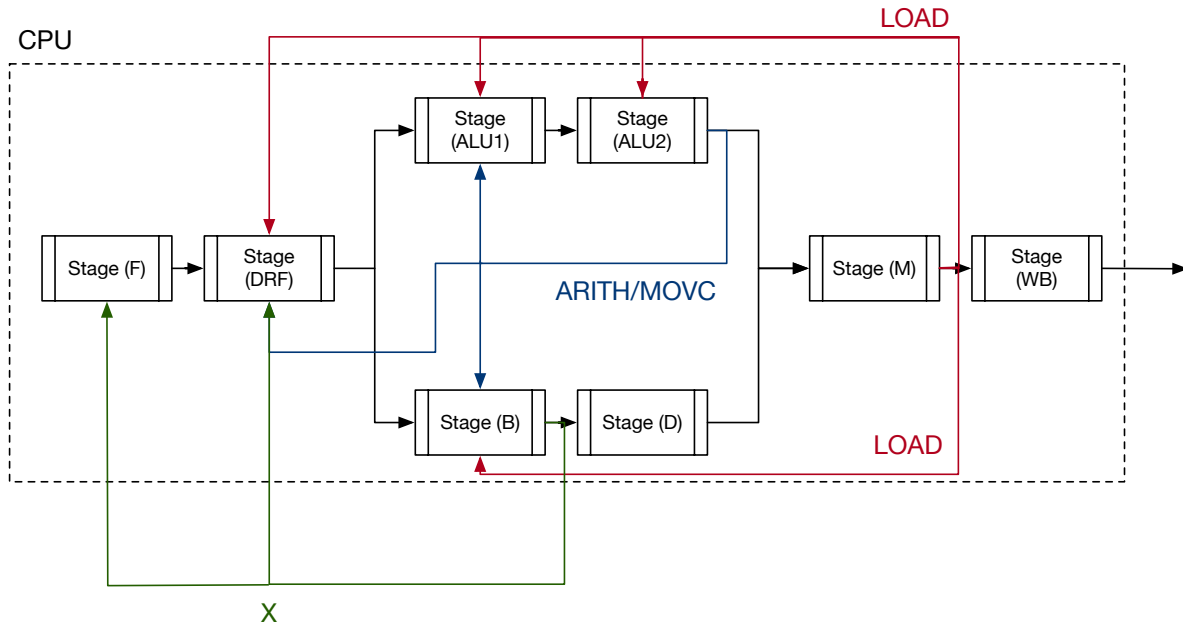 LOAD
CPU
Stage
(ALU1)
Stage
(ALU2)
Stage (F)
Stage
(DRF)
Stage (M)
Stage
(WB)
ARITH/MOVC
Stage (B)
Stage (D)
LOAD
X